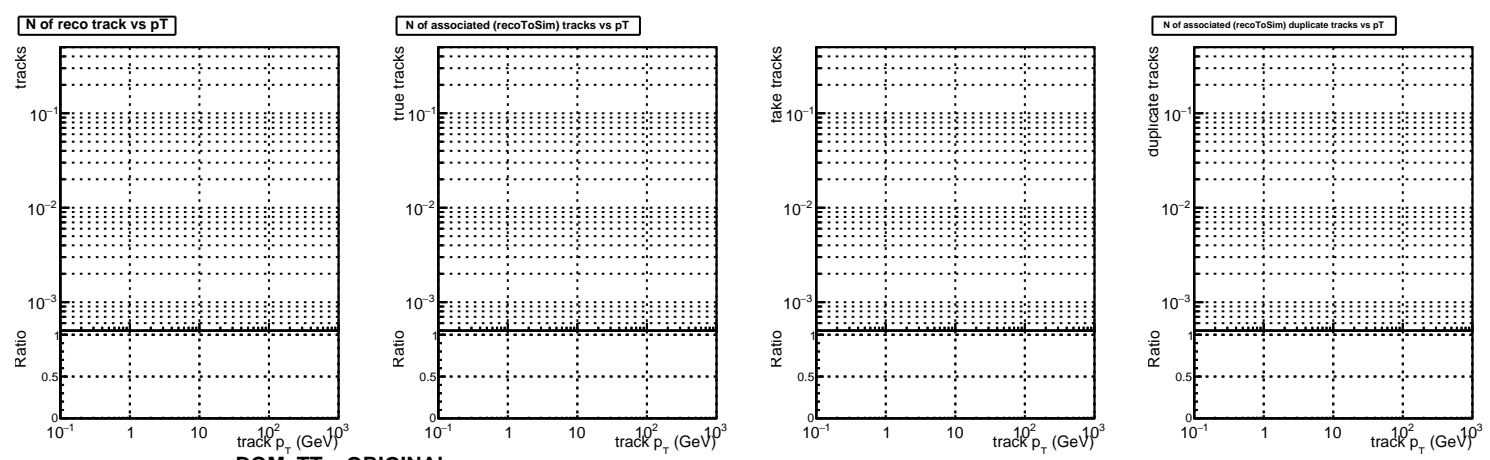 N of reco track vs pT
tracks
10⁻¹
10⁻²
10⁻³
Ratio
1
0.5
0
10⁻¹ 1 10 10² 10³
track p_T (GeV)
N of associated (recoToSim) tracks vs pT
true tracks
10⁻¹
10⁻²
10⁻³
Ratio
1
0.5
0
10⁻¹ 1 10 10² 10³
track p_T (GeV)
fake tracks
10⁻¹
10⁻²
10⁻³
Ratio
1
0.5
0
10⁻¹ 1 10 10² 10³
track p_T (GeV)
N of associated (recoToSim) duplicate tracks vs pT
duplicate tracks
10⁻¹
10⁻²
10⁻³
Ratio
1
0.5
0
10⁻¹ 1 10 10² 10³
track p_T (GeV)
ORIGINAL